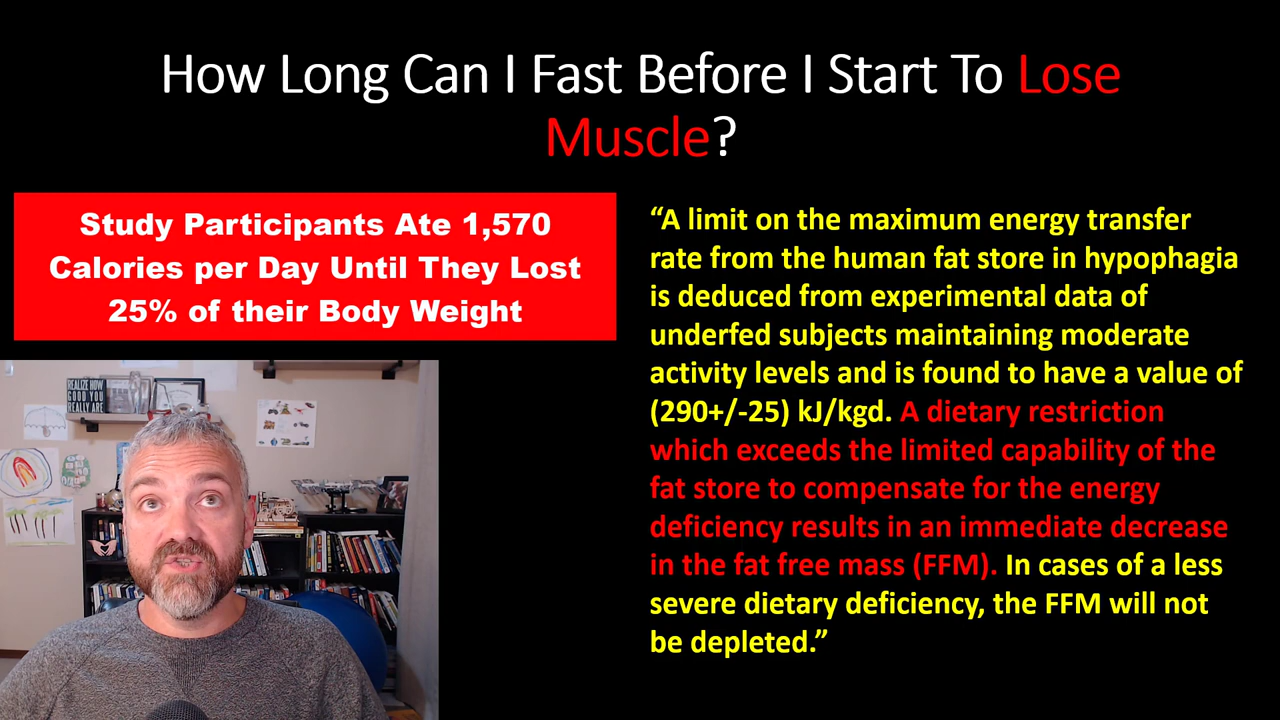 How Long Can I Fast Before I Start To Lose
Muscle?
Study Participants Ate 1,570
Calories per Day Until They Lost
25% of their Body Weight
“A limit on the maximum energy transfer
rate from the human fat store in hypophagia
is deduced from experimental data of
underfed subjects maintaining moderate
activity levels and is found to have a value of
(290+/-25) kJ/kgd. A dietary restriction
which exceeds the limited capability of the
fat store to compensate for the energy
deficiency results in an immediate decrease
in the fat free mass (FFM). In cases of a less
severe dietary deficiency, the FFM will not
be depleted.”
REALIZE HOW
GOOD YOU
REALLY ARE